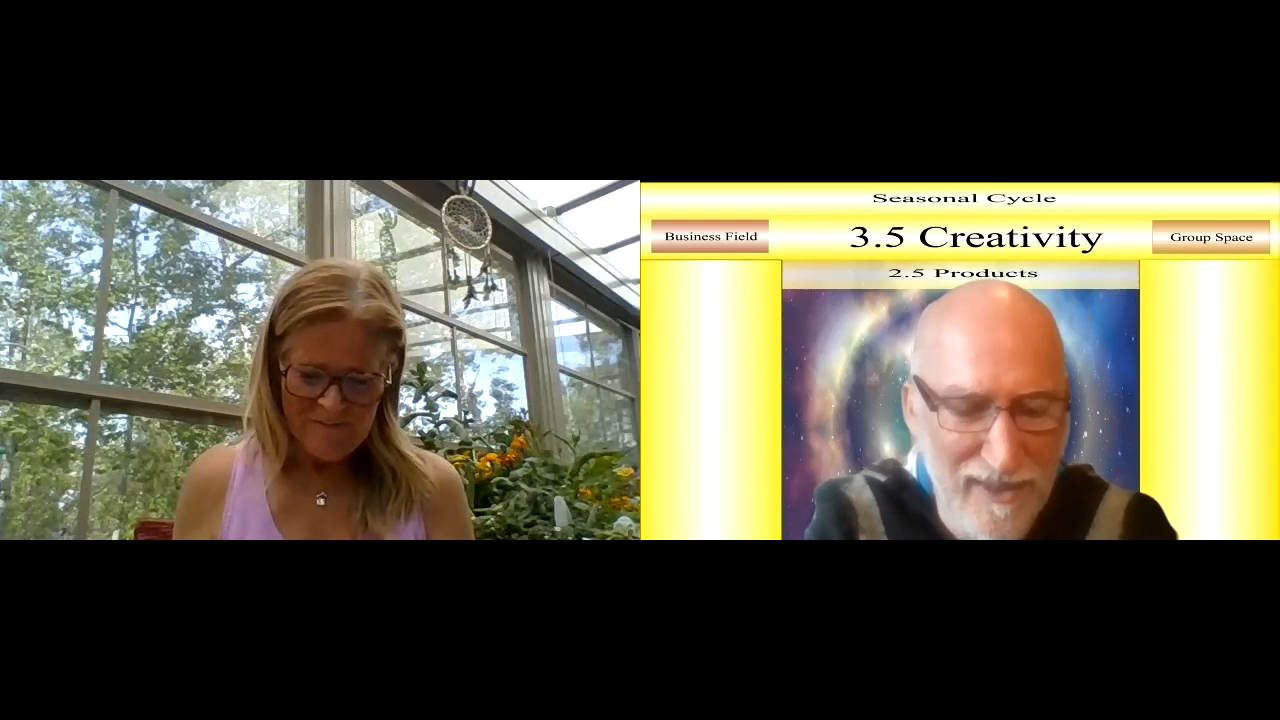 Seasonal Cycle
Business Field
3.5 Creativity
Group Space
2.5 Products